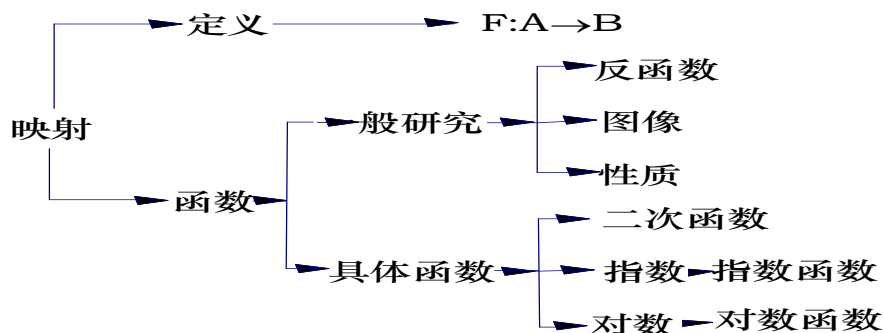 定义 F:A→B
反函数
映射
般研究
图像
性质
函数
二次函数
具体函数
指数 指数函数
对数 对数函数